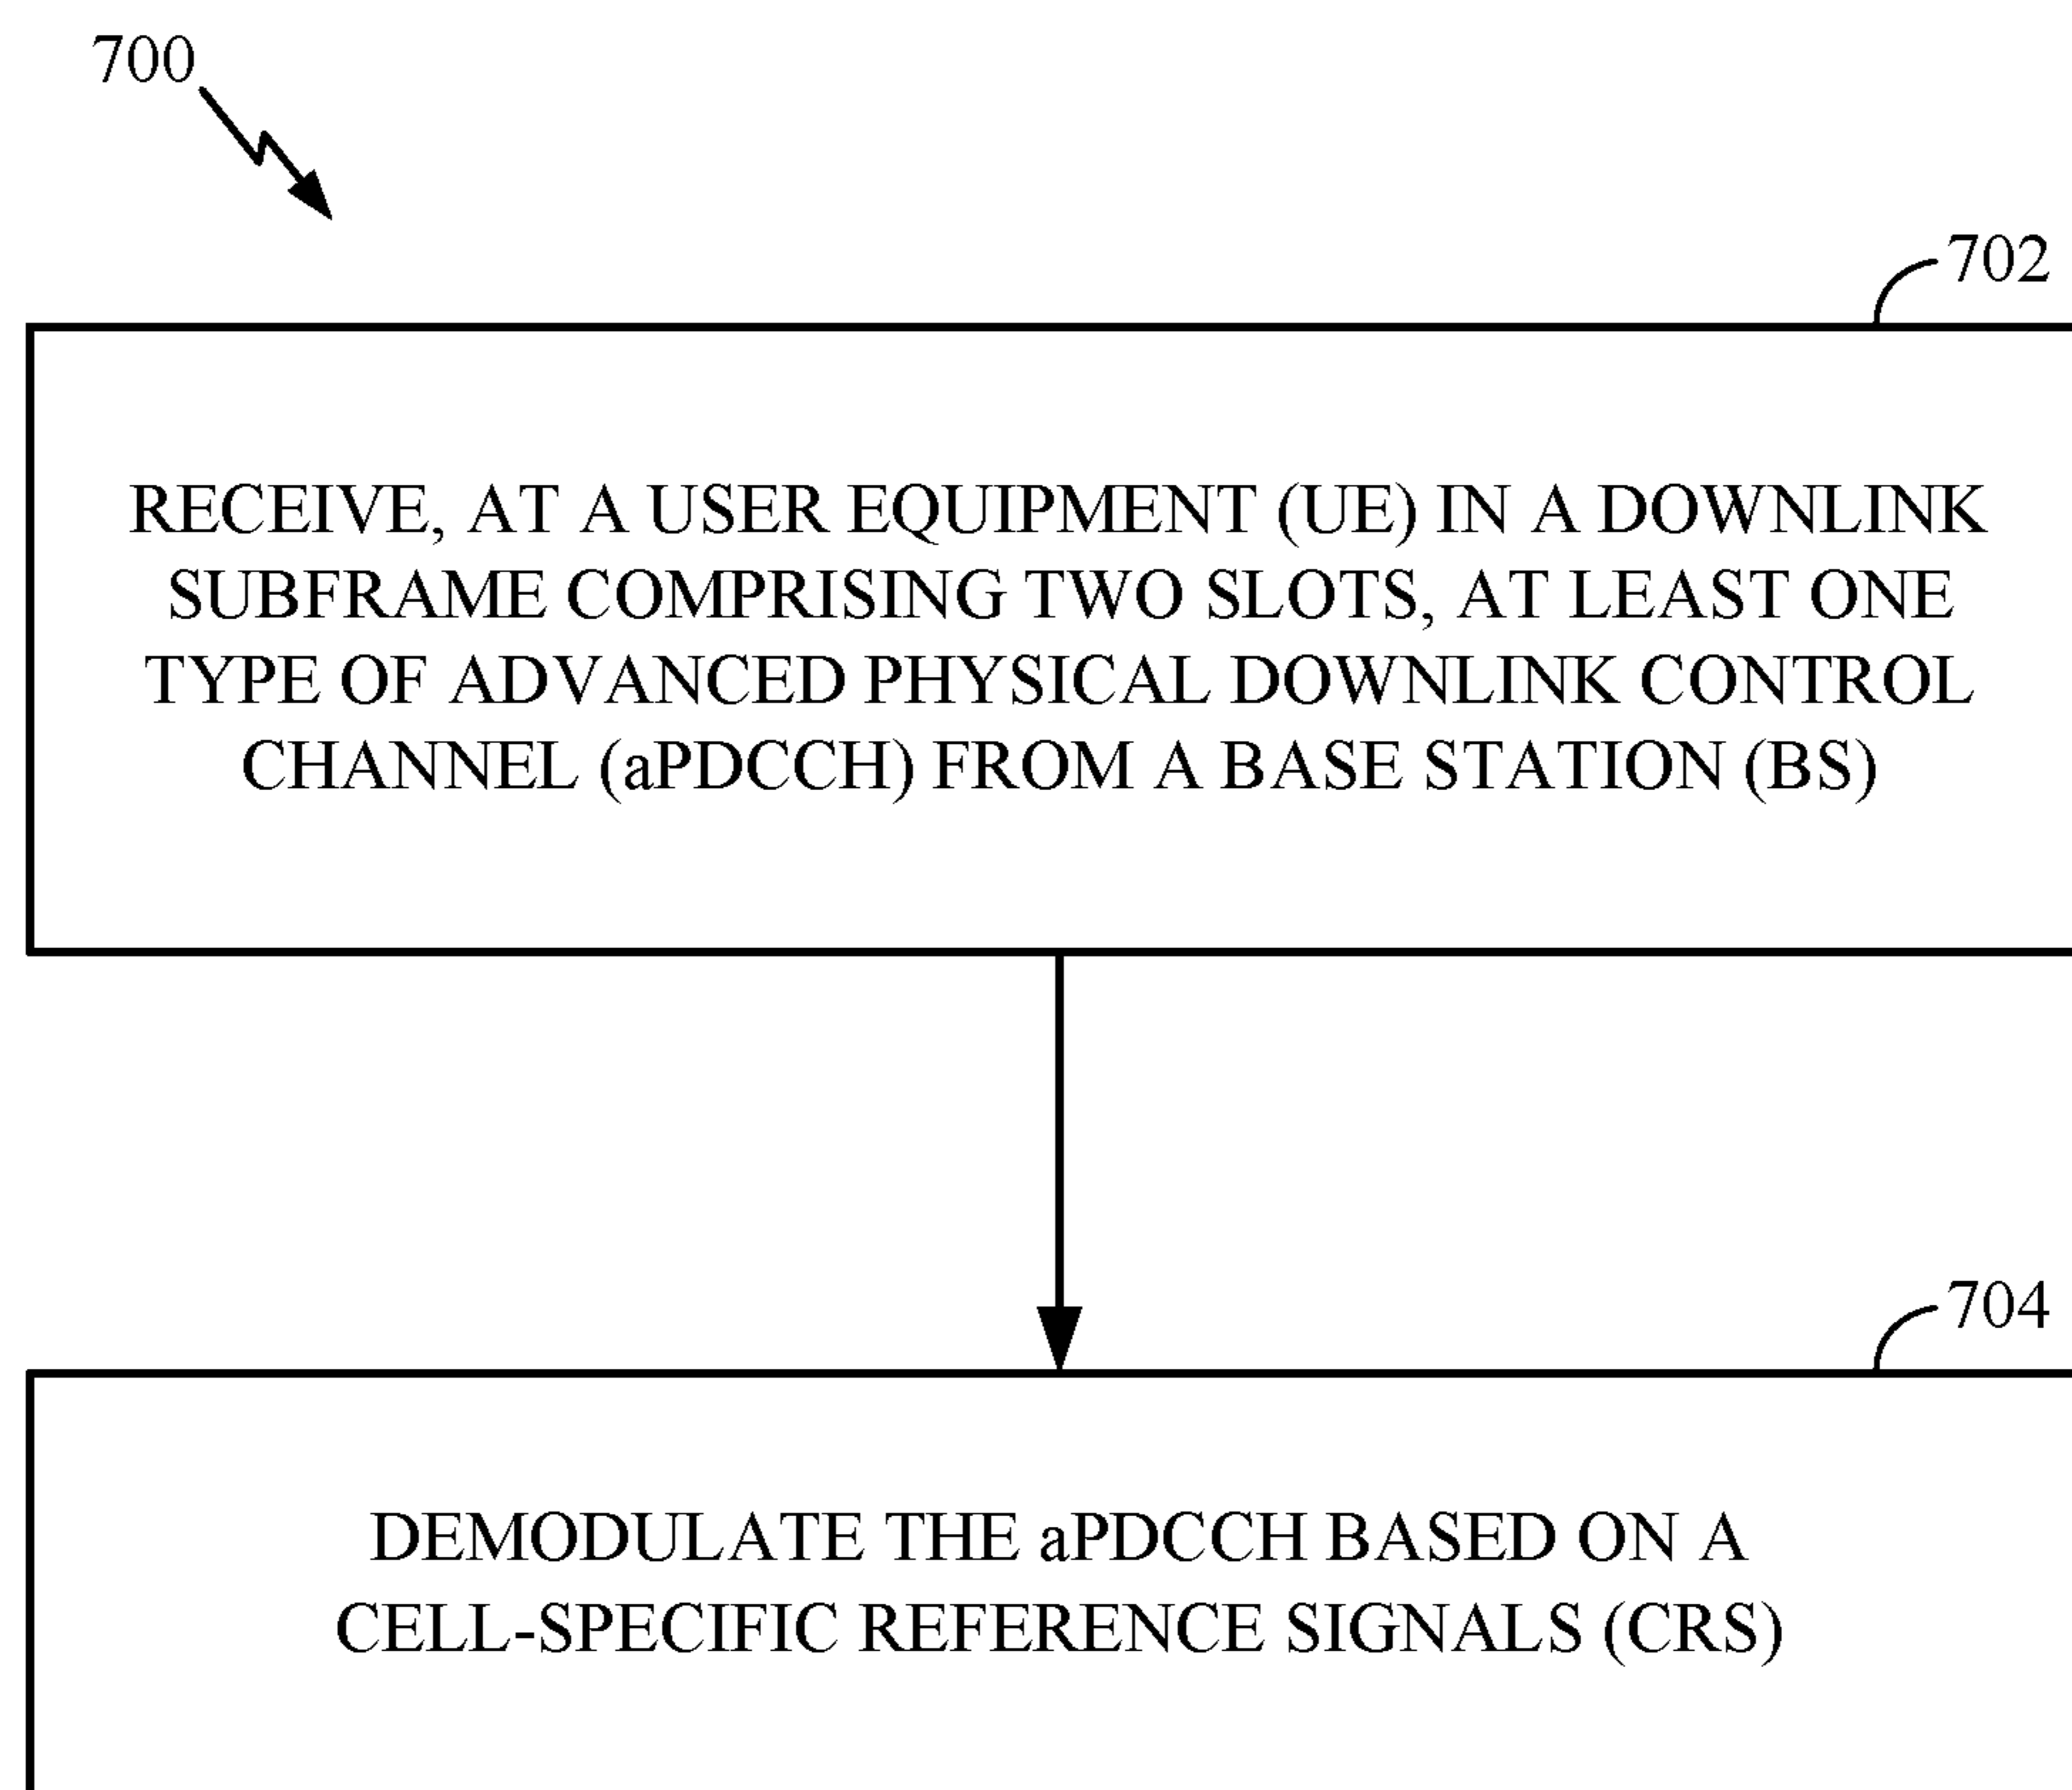 700
702
RECEIVE, AT A USER EQUIPMENT (UE) IN A DOWNLINK
SUBFRAME COMPRISING TWO SLOTS, AT LEAST ONE
TYPE OF ADVANCED PHYSICAL DOWNLINK CONTROL
CHANNEL (aPDCCH) FROM A BASE STATION (BS)
704
DEMODULATE THE aPDCCH BASED ON A
CELL-SPECIFIC REFERENCE SIGNALS (CRS)